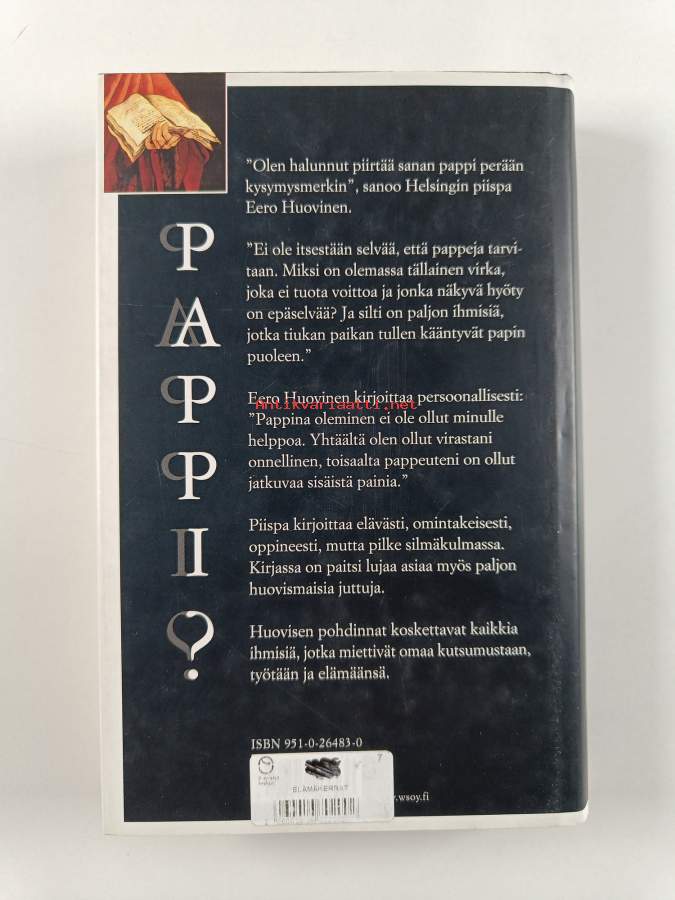 "Olen halunnut piirtää sanan pappi perään
kysymysmerkin", sanoo Helsingin piispa
Eero Huovinen.
"Ei ole itsestään selvää, että pappeja tarvi-
taan. Miksi on olemassa tällainen virka,
joka ei tuota voittoa ja jonka näkyvä hyöty
on epäselvää? Ja silti on paljon ihmisiä,
jotka tiukan paikan tullen kääntyvät papin
puoleen."
Eero Huovinen kirjoittaa persoonallisesti:
Antikvariaatti.net
"Pappina oleminen ei ole ollut minulle
helppoa. Yhtäältä olen ollut virastani
onnellinen, toisaalta pappeuteni on ollut
jatkuvaa sisäistä painia."
Piispa kirjoittaa elävästi, omintakeisesti,
oppineesti, mutta pilke silmäkulmassa.
Kirjassa on paitsi lujaa asiaa myös paljon
huovismaisia juttuja.
Huovisen pohdinnat koskettavat kaikkia
ihmisiä, jotka miettivät omaa kutsumustaan,
työtään ja elämäänsä.
P
A
P
P
I
?
ISBN 951-0-26483-0
7
ELÄMÄKERRAT
.wsoy.fi